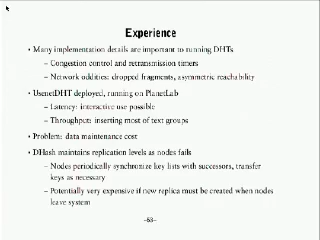 Experience
• Many implementation details are important to running DHTs
– Congestion control and retransmission timers
– Network oddities: dropped fragments, asymmetric reachability
• UsenetDHT deployed, running on PlanetLab
– Latency: interactive use possible
– Throughput: inserting most of text groups
• Problem: data maintenance cost
• DHash maintains replication levels as nodes fails
– Nodes periodically synchronize key lists with successors, transfer
keys as necessary
– Potentially very expensive if new replica must be created when nodes
leave system
–53–